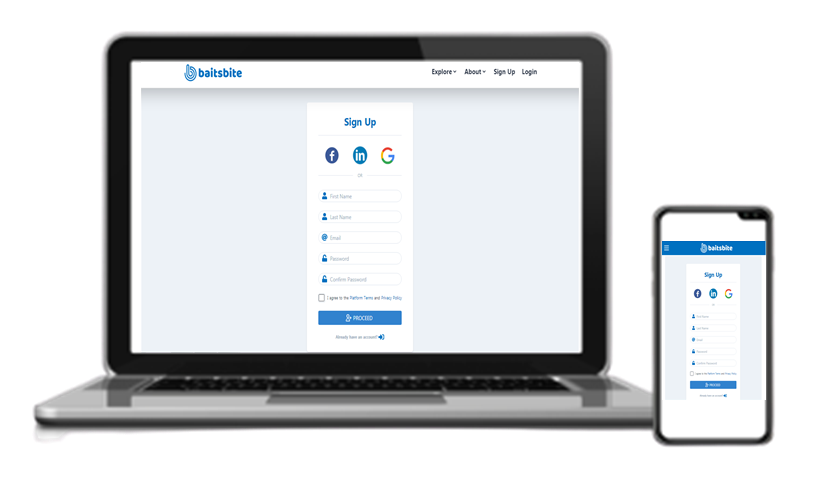 baitsbite
Explore About Sign Up Login
Sign Up
OR
First Name
Last Name
Email
Password
Confirm Password
I agree to the Platform Terms and Privacy Policy
PROCEED
Already have an account?
baitsbite
Sign Up
First Name
Last Name
Email
Password
Confirm Password
I agree to the Platform Terms and Privacy Policy
PROCEED
Already have an account?